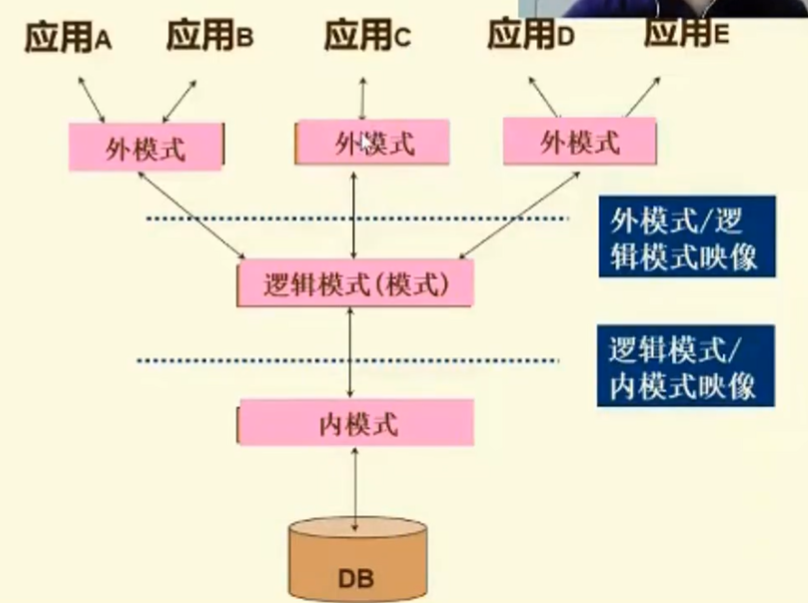 应用A 应用B 应用C 应用D 应用E
外模式 外模式 外模式
外模式/逻
辑模式映像
逻辑模式(模式)
逻辑模式/
内模式映像
内模式
DB